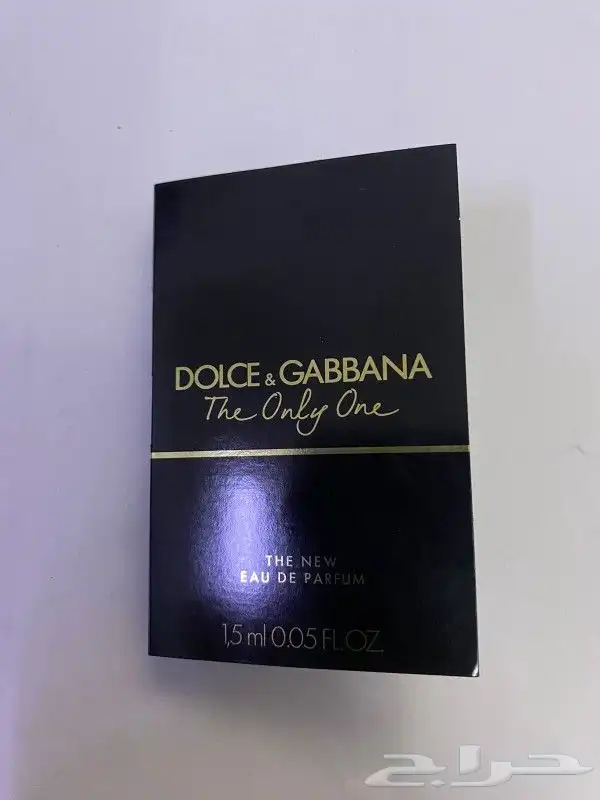 DOLCE & GABBANA
The Only One
THE NEW
EAU DE PARFUM
1,5 ml 0.05 FL.OZ.
حراج